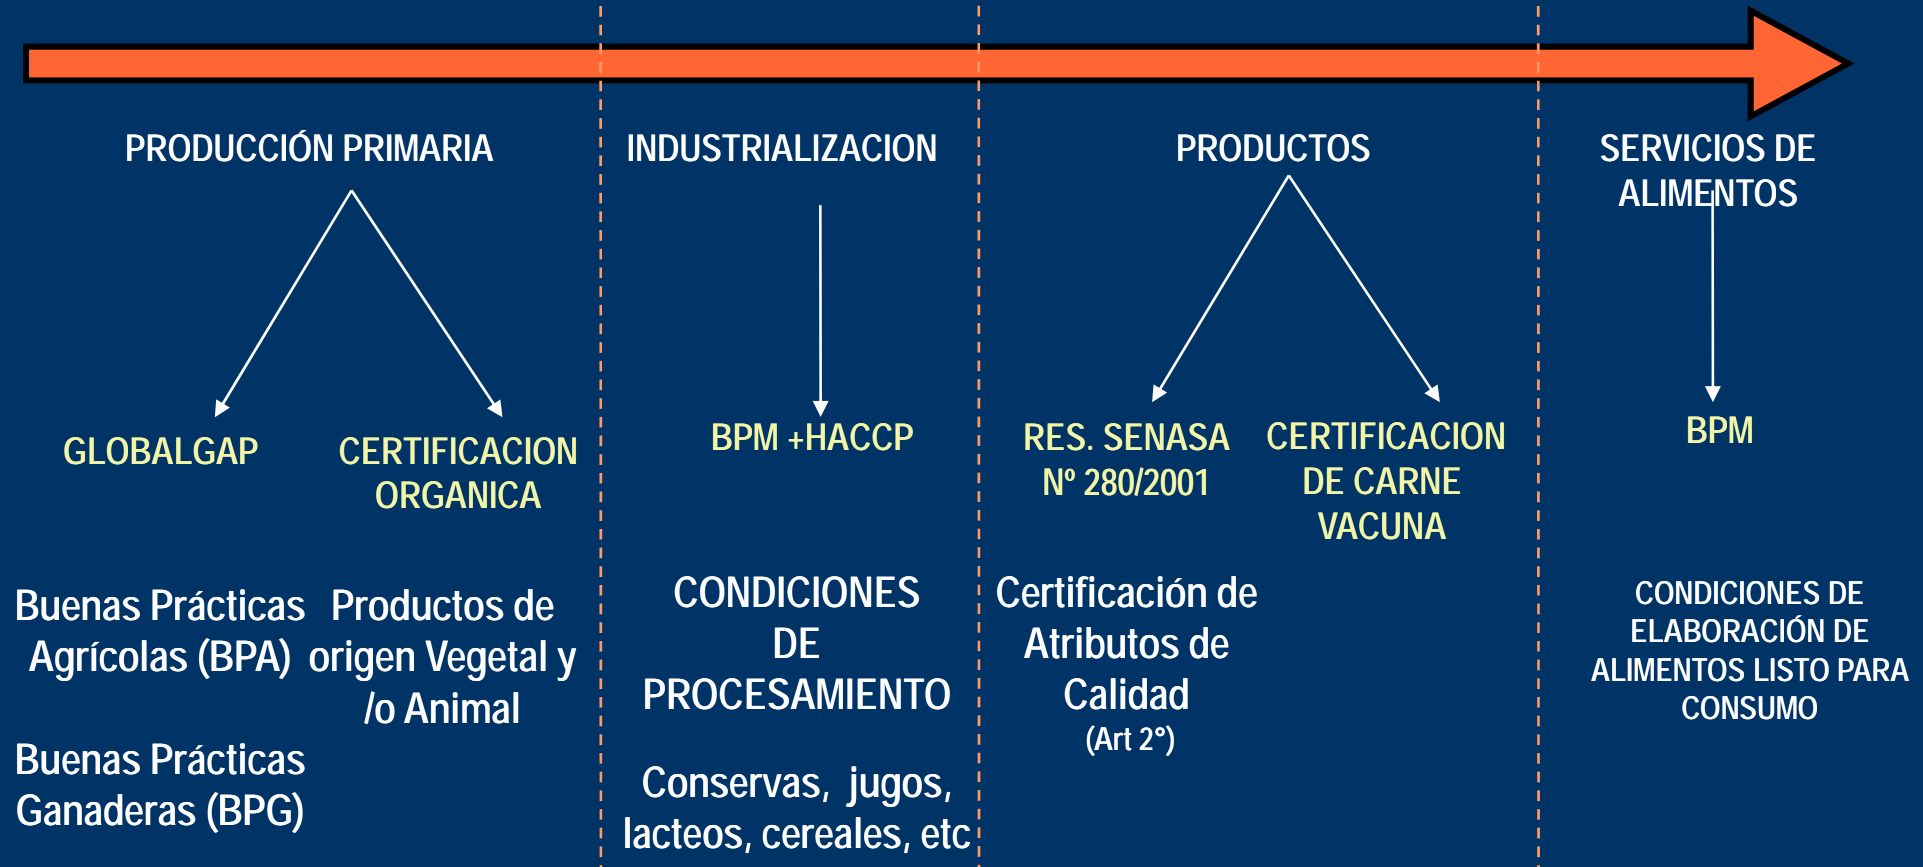 PRODUCCIÓN PRIMARIA
GLOBALGAP
Buenas Prácticas
Agrícolas (BPA)
Buenas Prácticas
Ganaderas (BPG)
CERTIFICACION
ORGANICA
Productos de
origen Vegetal y
/o Animal
INDUSTRIALIZACION
BPM +HACCP
CONDICIONES
DE
PROCESAMIENTO
Conservas, jugos,
lacteos, cereales, etc
PRODUCTOS
RES. SENASA
Nº 280/2001
Certificación de
Atributos de
Calidad
(Art 2°)
CERTIFICACION
DE CARNE
VACUNA
SERVICIOS DE
ALIMENTOS
BPM
CONDICIONES DE
ELABORACIÓN DE
ALIMENTOS LISTO PARA
CONSUMO